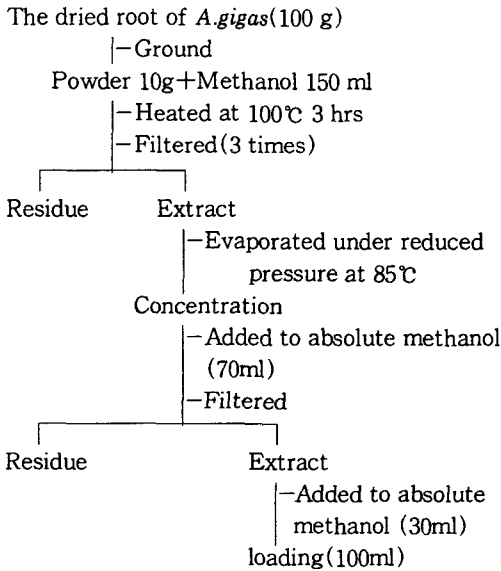 The dried root of A.gigas(100 g)
Ground
Powder 10g+Methanol 150 ml
Heated at 100℃ 3 hrs
Filtered(3 times)
Residue Extract
Evaporated under reduced
pressure at 85℃
Concentration
Added to absolute methanol
(70ml)
Filtered
Residue Extract
Added to absolute
methanol (30ml)
loading(100ml)